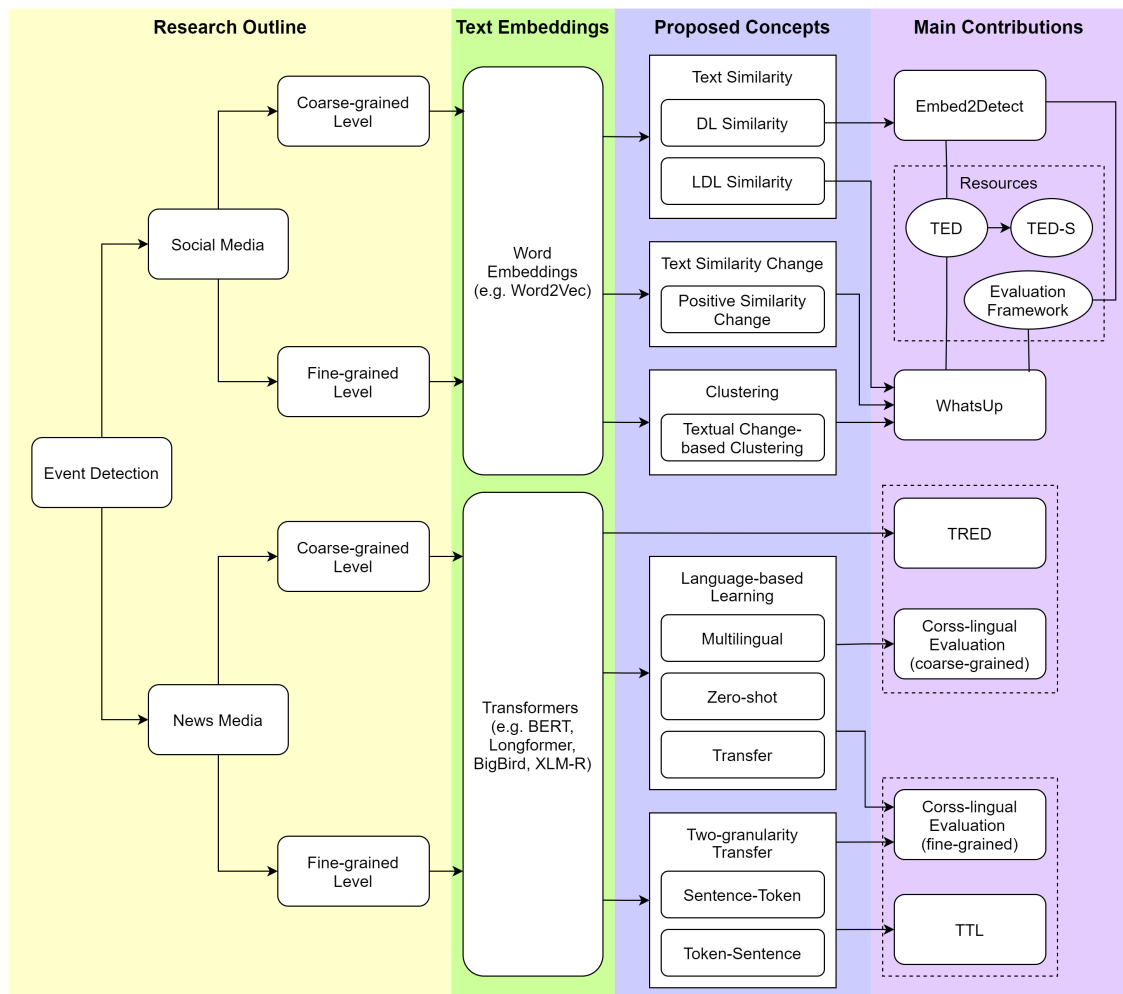 Research Outline
Text Embeddings
Proposed Concepts
Main Contributions
Event Detection
Social Media
Coarse-grained
Level
Fine-grained
Level
News Media
Coarse-grained
Level
Fine-grained
Level
Word
Embeddings
(e.g. Word2Vec)
Transformers
(e.g. BERT,
Longformer,
BigBird, XLM-R)
Text Similarity
DL Similarity
LDL Similarity
Text Similarity Change
Positive Similarity
Change
Clustering
Textual Change-
based Clustering
Language-based
Learning
Multilingual
Zero-shot
Transfer
Two-granularity
Transfer
Sentence-Token
Token-Sentence
Embed2Detect
Resources
TED
TED-S
Evaluation
Framework
WhatsUp
TRED
Corss-lingual
Evaluation
(coarse-grained)
Corss-lingual
Evaluation
(fine-grained)
TTL